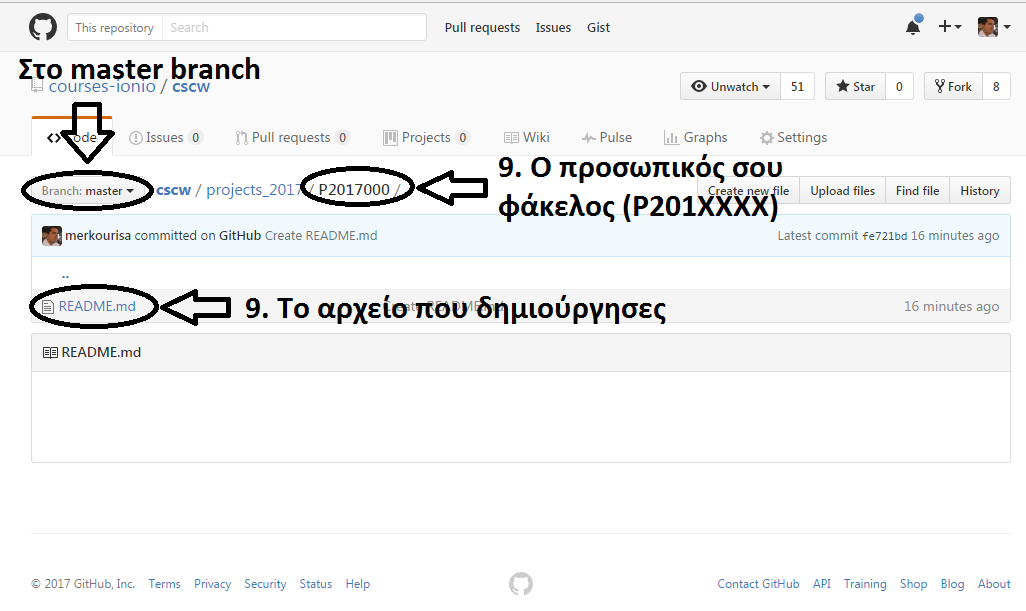 This repository Search Pull requests Issues Gist
Στο master branch
courses-ionio / cscw Unwatch 51 Star 0 Fork 8
Code Issues 0 Pull requests 0 Projects 0 Wiki Pulse Graphs Settings
9. Ο προσωπικός σου
Branch: master cscw / projects_2017 / P2017000 / Create new file Upload files Find file History
φάκελος (P201XXXX)
merkourisa committed on GitHub Create README.md Latest commit fe721bd 16 minutes ago
..
README.md 9. Το αρχείο που δημιούργησες Create README.md 16 minutes ago
README.md
© 2017 GitHub, Inc. Terms Privacy Security Status Help Contact GitHub API Training Shop Blog About